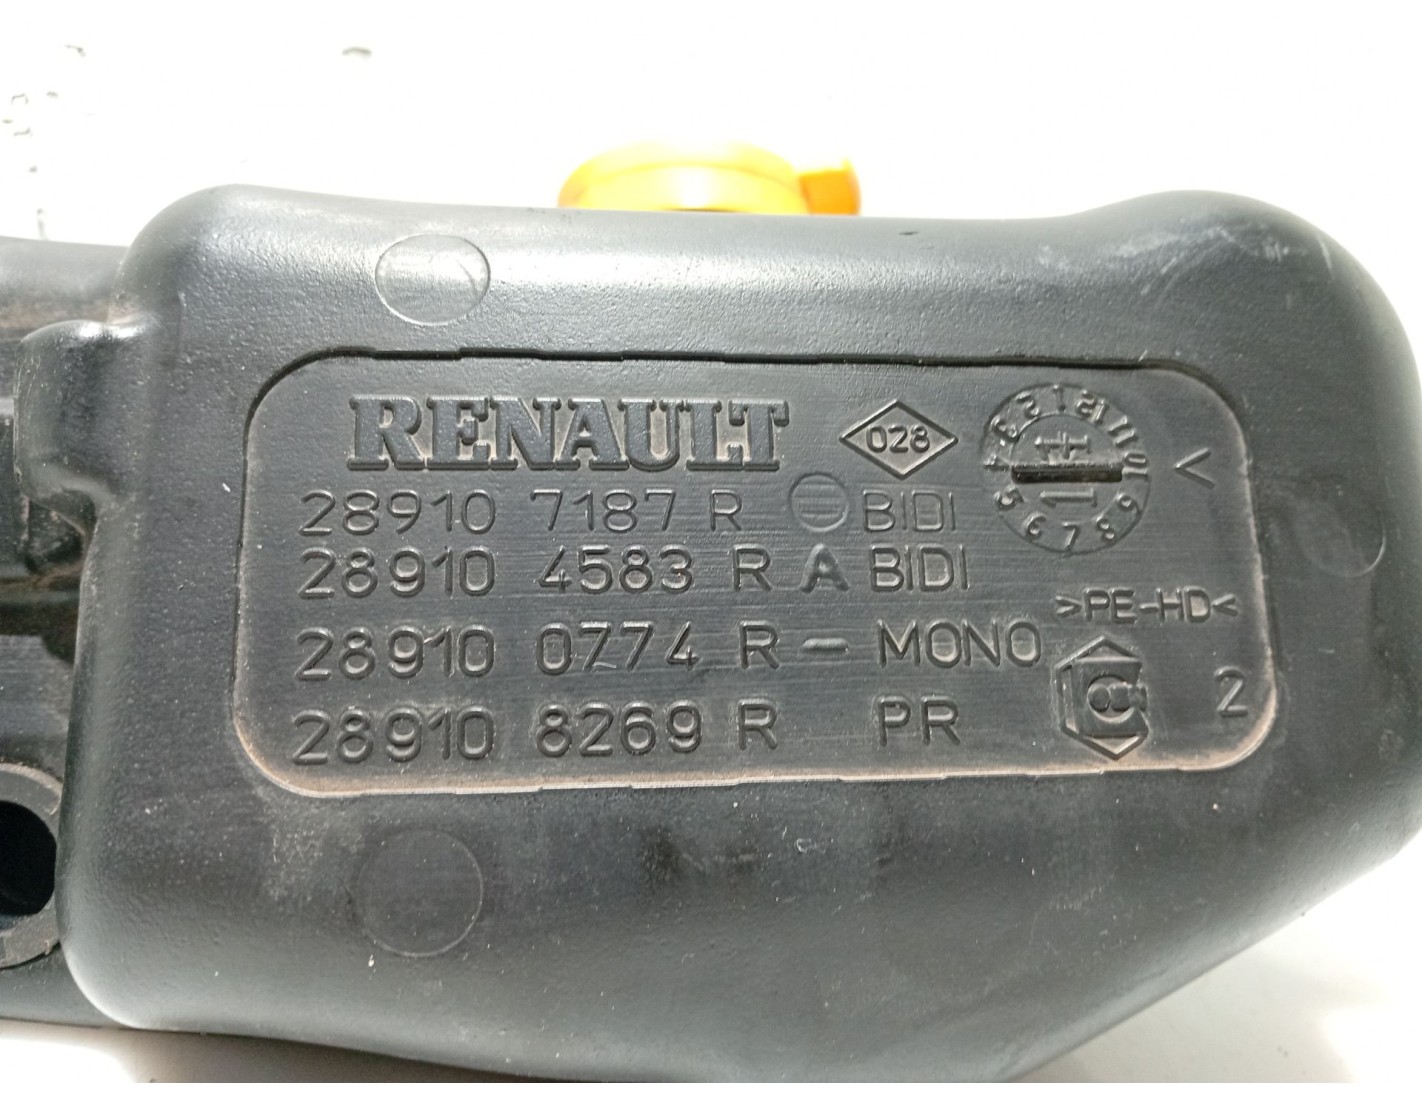 RENAULT
028
28910 7187 R BIDI
28910 4583 R A BIDI
>PE-HD<
28910 0774 R - MONO
2
28910 8269 R PR